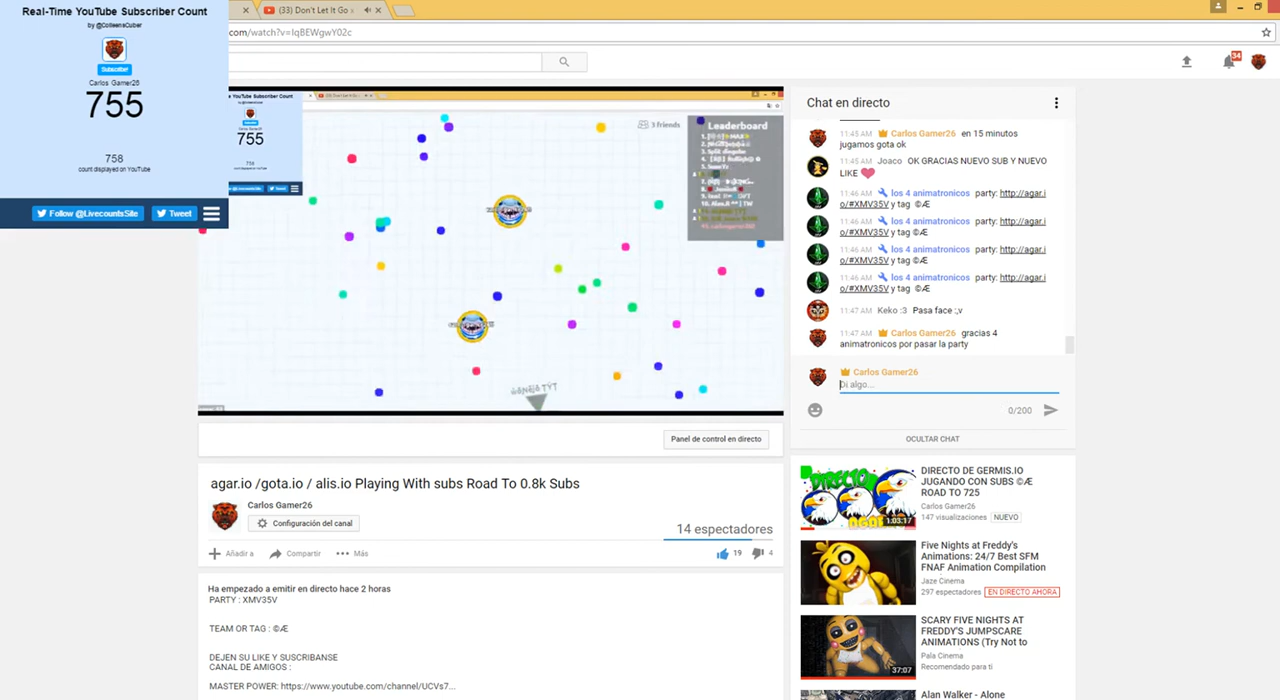 Real-Time YouTube Subscriber Count
by @ColleensCuber
Subscribe!
Carlos Gamer26
755
758
count displayed on YouTube
Follow @LivecountsSite
Tweet
(33) Don't Let It Go
com/watch?v=IqBEWgwY02c
34
YouTube Subscriber Count
Carlos Gamer26
755
758
Tweet
3 friends
Leaderboard
Chat en directo
11:45 AM Carlos Gamer26 en 15 minutos
jugamos gota ok
11:45 AM Joaco OK GRACIAS NUEVO SUB Y NUEVO
LIKE ❤
11:46 AM los 4 animatronicos party: http://agar.i
o/#XMV35V y tag ©Æ
11:46 AM los 4 animatronicos party: http://agar.i
o/#XMV35V y tag ©Æ
11:46 AM los 4 animatronicos party: http://agar.i
o/#XMV35V y tag ©Æ
11:46 AM los 4 animatronicos party: http://agar.i
o/#XMV35V y tag ©Æ
11:47 AM Keko :3 Pasa face :,v
11:47 AM Carlos Gamer26 gracias 4
animatronicos por pasar la party
Carlos Gamer26
Di algo...
0/200
OCULTAR CHAT
Panel de control en directo
agar.io /gota.io / alis.io Playing With subs Road To 0.8k Subs
Carlos Gamer26
Configuración del canal
14 espectadores
Añadir a
Compartir
Más
19
4
Ha empezado a emitir en directo hace 2 horas
PARTY : XMV35V
TEAM OR TAG : ©Æ
DEJEN SU LIKE Y SUSCRIBANSE
CANAL DE AMIGOS :
MASTER POWER: https://www.youtube.com/channel/UCVs7...
DIRECTO
AGAR
1:03:17
DIRECTO DE GERMIS.IO
JUGANDO CON SUBS ©Æ
ROAD TO 725
Carlos Gamer26
147 visualizaciones NUEVO
Five Nights at Freddy's
Animations: 24/7 Best SFM
FNAF Animation Compilation
Jaze Cinema
297 espectadores EN DIRECTO AHORA
37:07
SCARY FIVE NIGHTS AT
FREDDY'S JUMPSCARE
ANIMATIONS (Try Not to
Pala Cinema
Recomendado para ti
Alan Walker - Alone